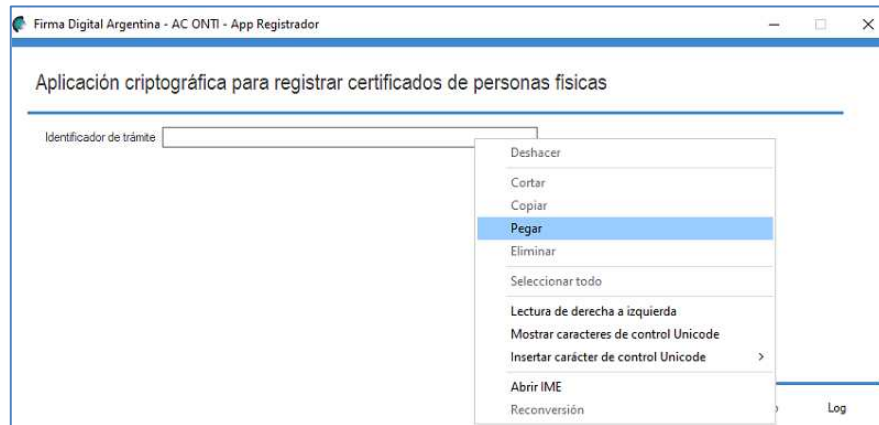 Firma Digital Argentina - AC ONTI - App Registrador
Aplicación criptográfica para registrar certificados de personas físicas
Identificador de trámite
Deshacer
Cortar
Copiar
Pegar
Eliminar
Seleccionar todo
Lectura de derecha a izquierda
Mostrar caracteres de control Unicode
Insertar carácter de control Unicode
Abrir IME
Reconversión
Log